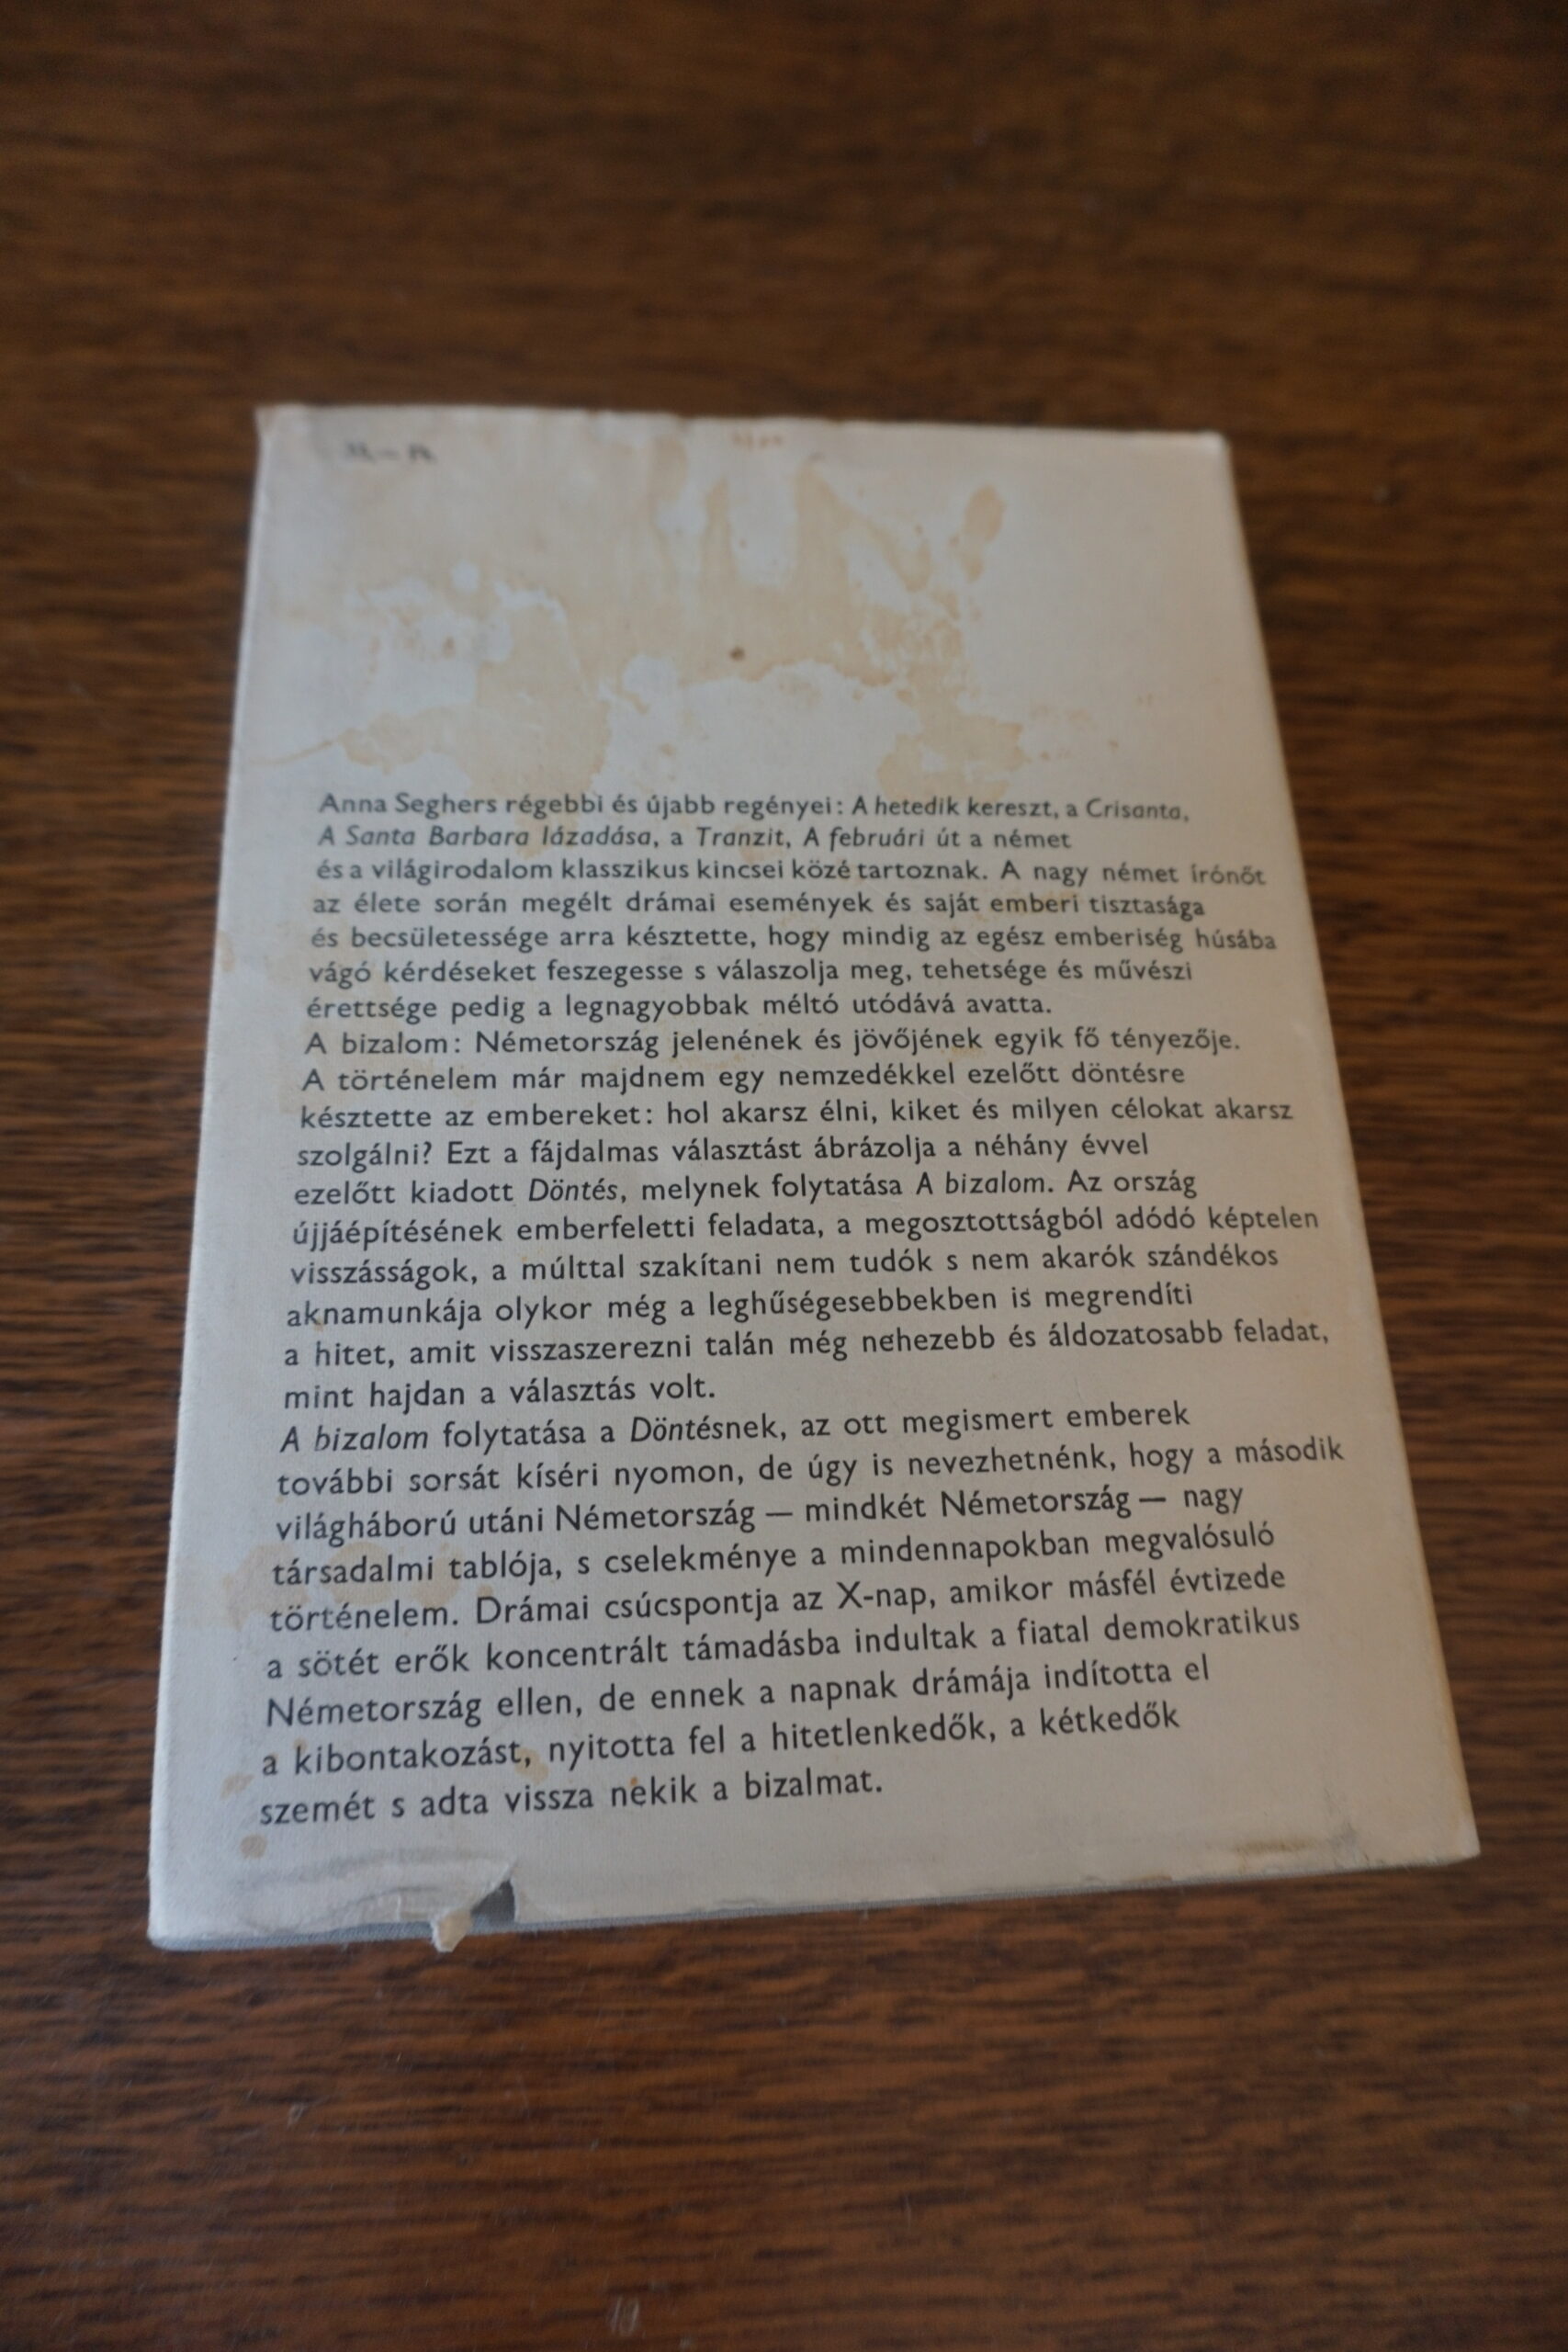 Anna Seghers régebbi és újabb regényei: A hetedik kereszt, a Crisanta,
A Santa Barbara lázadása, a Tranzit, A februári út a német
és a világirodalom klasszikus kincsei közé tartoznak. A nagy német írónőt
az élete során megélt drámai események és saját emberi tisztasága
és becsületessége arra késztette, hogy mindig az egész emberiség húsába
vágó kérdéseket feszegesse s válaszolja meg, tehetsége és művészi
érettsége pedig a legnagyobbak méltó utódává avatta.
A bizalom: Németország jelenének és jövőjének egyik fő tényezője.
A történelem már majdnem egy nemzedékkel ezelőtt döntésre
késztette az embereket: hol akarsz élni, kiket és milyen célokat akarsz
szolgálni? Ezt a fájdalmas választást ábrázolja a néhány évvel
ezelőtt kiadott Döntés, melynek folytatása A bizalom. Az ország
újjáépítésének emberfeletti feladata, a megosztottságból adódó képtelen
visszásságok, a múlttal szakítani nem tudók s nem akarók szándékos
aknamunkája olykor még a leghűségesebbekben is megrendíti
a hitet, amit visszaszerezni talán még nehezebb és áldozatosabb feladat,
mint hajdan a választás volt.
A bizalom folytatása a Döntésnek, az ott megismert emberek
további sorsát kíséri nyomon, de úgy is nevezhetnénk, hogy a második
világháború utáni Németország — mindkét Németország — nagy
társadalmi tablója, s cselekménye a mindennapokban megvalósuló
történelem. Drámai csúcspontja az X-nap, amikor másfél évtizede
a sötét erők koncentrált támadásba indultak a fiatal demokratikus
Németország ellen, de ennek a napnak drámája indította el
a kibontakozást, nyitotta fel a hitetlenkedők, a kétkedők
szemét s adta vissza nekik a bizalmat.